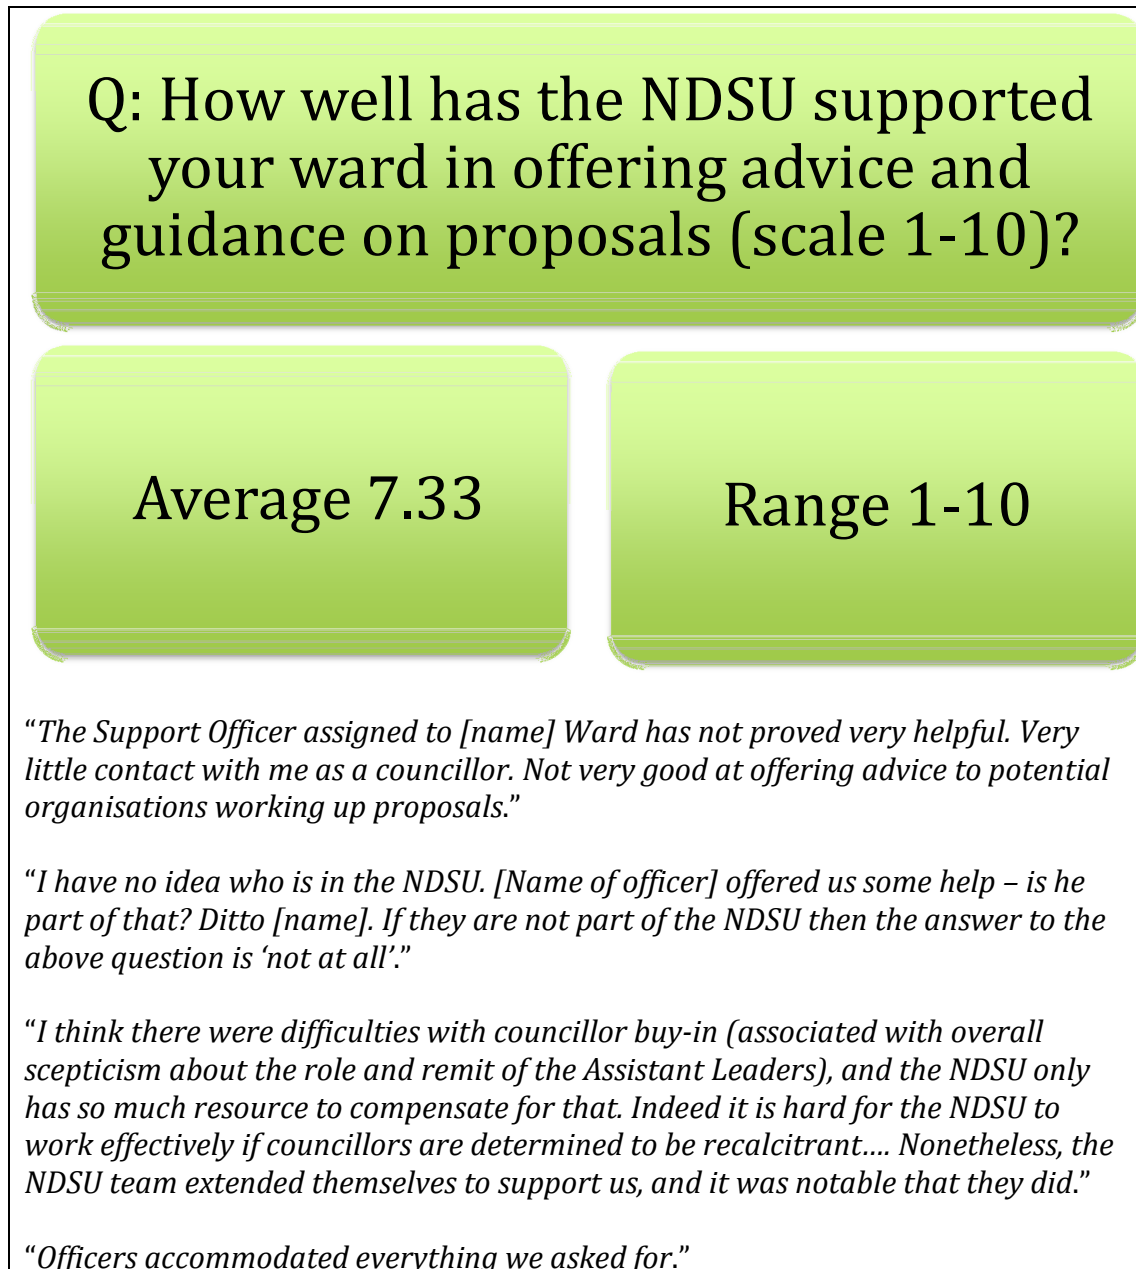 Q: How well has the NDSU supported
your ward in offering advice and
guidance on proposals (scale 1-10)?
Average 7.33
Range 1-10
“The Support Officer assigned to [name] Ward has not proved very helpful. Very
little contact with me as a councillor. Not very good at offering advice to potential
organisations working up proposals.”
“I have no idea who is in the NDSU. [Name of officer] offered us some help – is he
part of that? Ditto [name]. If they are not part of the NDSU then the answer to the
above question is ‘not at all’.”
“I think there were difficulties with councillor buy-in (associated with overall
scepticism about the role and remit of the Assistant Leaders), and the NDSU only
has so much resource to compensate for that. Indeed it is hard for the NDSU to
work effectively if councillors are determined to be recalcitrant.... Nonetheless, the
NDSU team extended themselves to support us, and it was notable that they did.”
“Officers accommodated everything we asked for.”